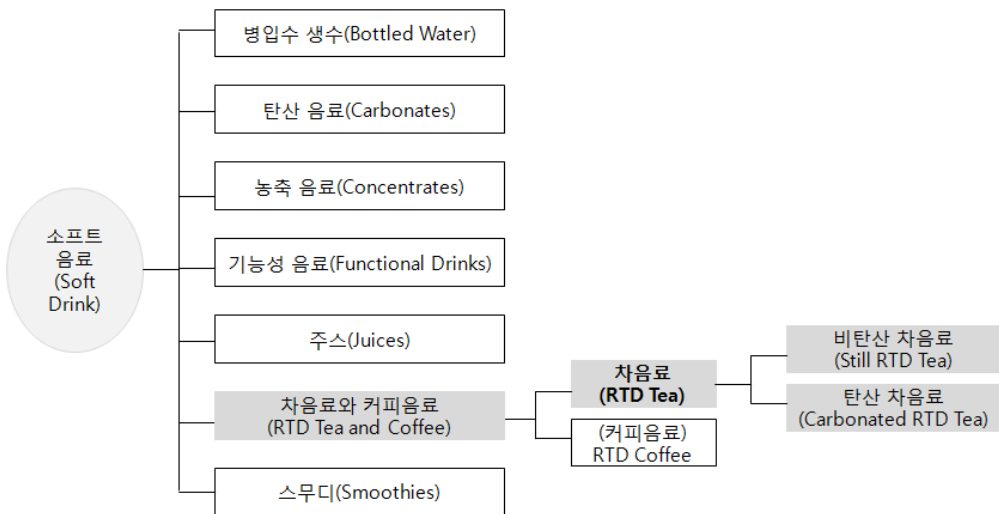 병입수 생수(Bottled Water)
탄산 음료(Carbonates)
농축 음료(Concentrates)
소프트
음료
(Soft
Drink)
기능성 음료(Functional Drinks)
주스(Juices)
차음료와 커피음료
(RTD Tea and Coffee)
차음료
(RTD Tea)
(커피음료)
RTD Coffee
비탄산 차음료
(Still RTD Tea)
탄산 차음료
(Carbonated RTD Tea)
스무디(Smoothies)